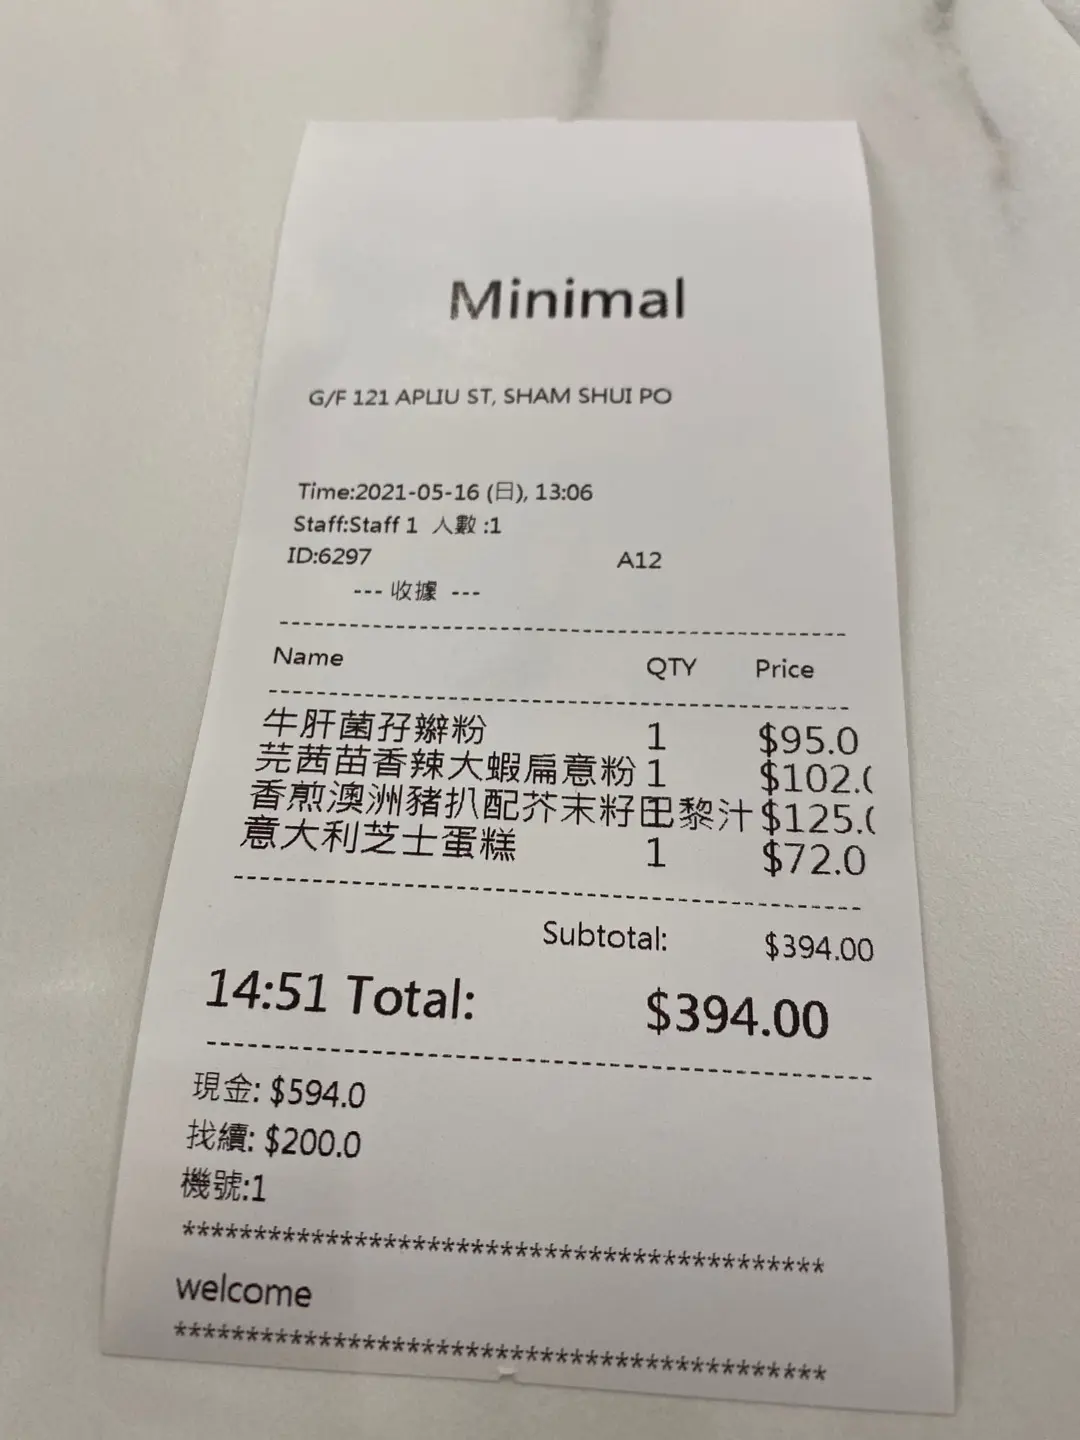 Minimal
G/F 121 APLIU ST, SHAM SHUI PO
Time:2021-05-16 (日), 13:06
Staff:Staff 1 人數 :1
ID:6297 A12
--- 收據 ---
Name QTY Price
牛肝菌孖辦粉 1 $95.0
芫茜苗香辣大蝦扁意粉 1 $102.(
香煎澳洲豬扒配芥末籽巴黎汁 1 $125.(
意大利芝士蛋糕 1 $72.0
Subtotal: $394.00
14:51 Total: $394.00
現金: $594.0
找續: $200.0
機號:1
*********************************************
welcome
*********************************************